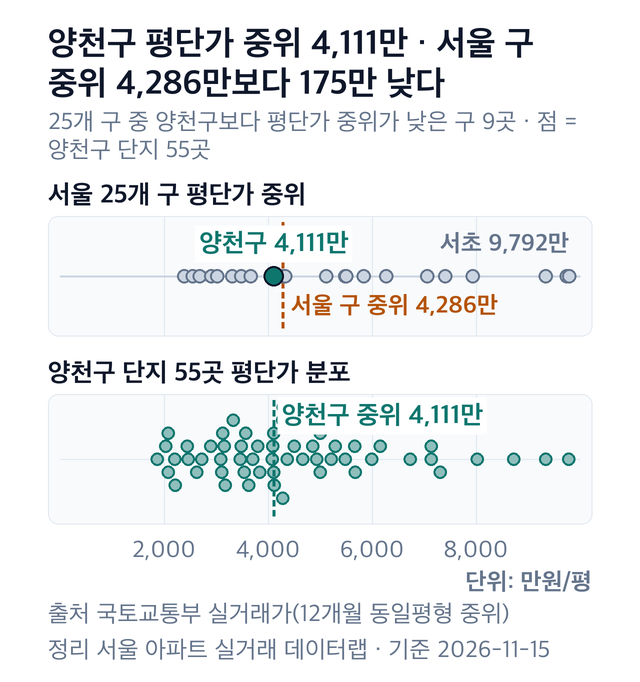 양천구 평단가 중위 4,111만 · 서울 구
중위 4,286만보다 175만 낮다
25개 구 중 양천구보다 평단가 중위가 낮은 구 9곳 · 점 =
양천구 단지 55곳
서울 25개 구 평단가 중위
양천구 4,111만
서초 9,792만
서울 구 중위 4,286만
양천구 단지 55곳 평단가 분포
양천구 중위 4,111만
2,000 4,000 6,000 8,000
단위: 만원/평
출처 국토교통부 실거래가(12개월 동일평형 중위)
정리 서울 아파트 실거래 데이터랩 · 기준 2026-11-15